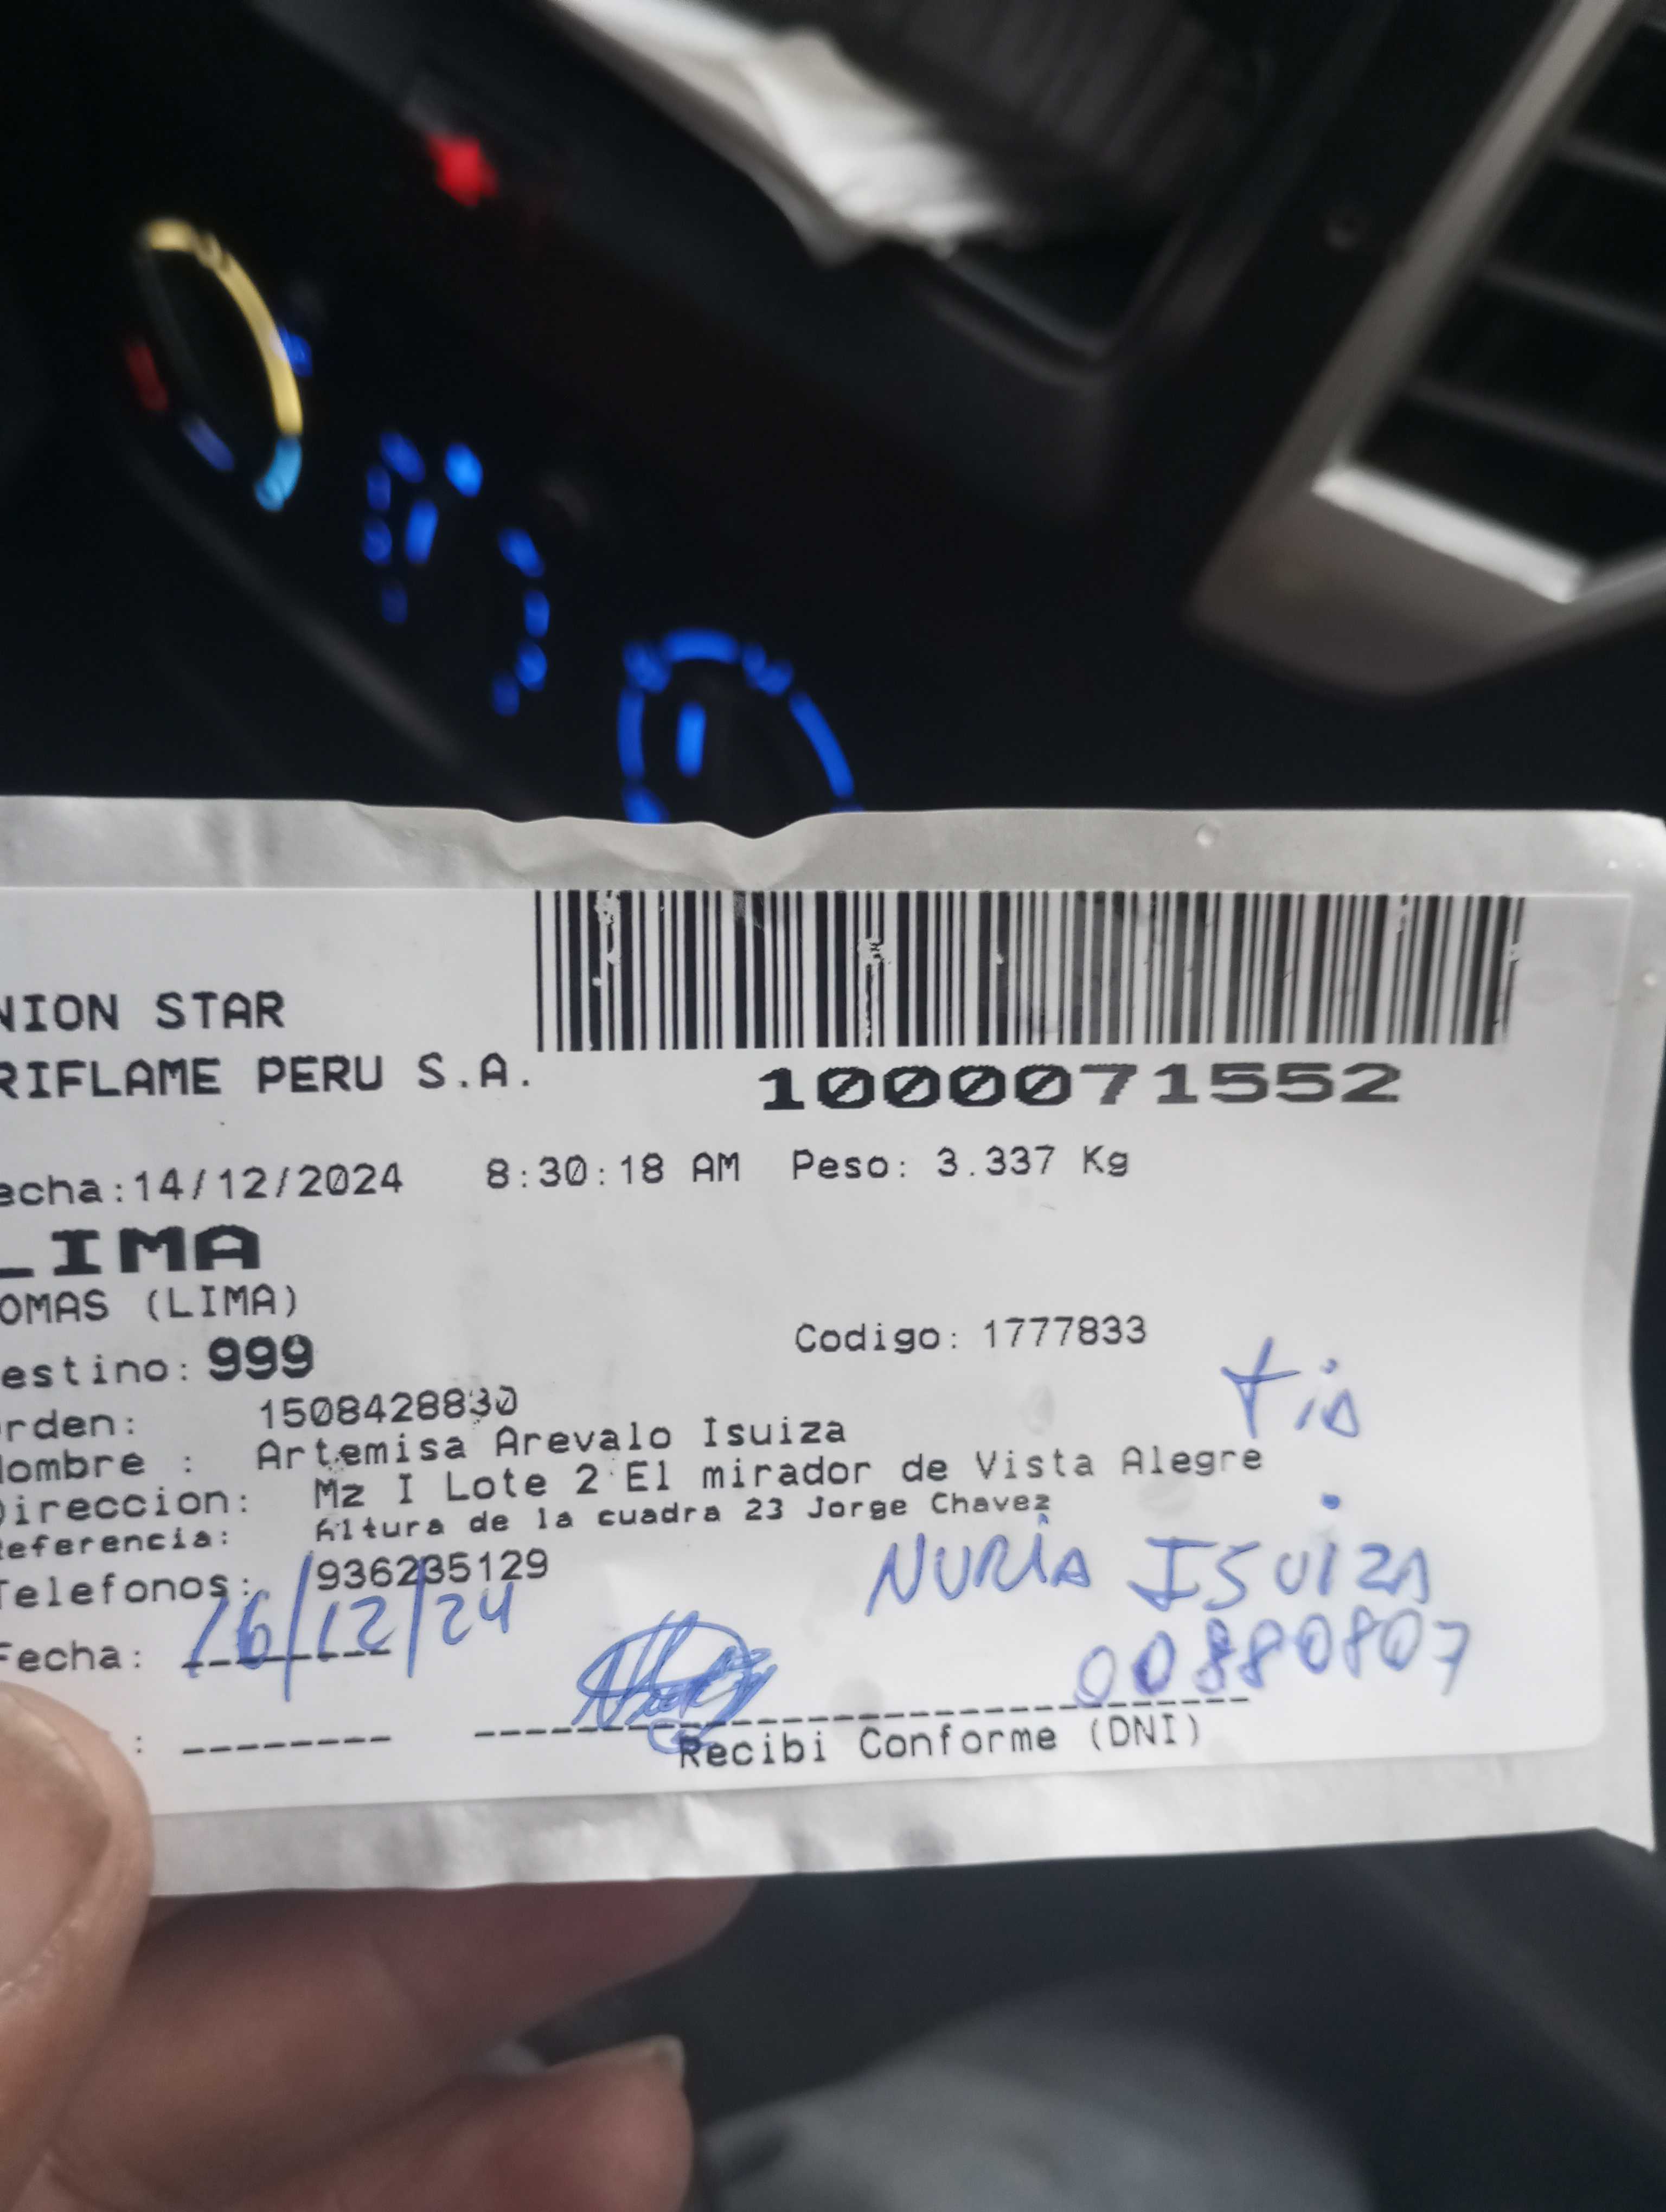 NION STAR
RIFLAME PERU S.A.
1000071552
echa:14/12/2024 8:30:18 AM Peso: 3.337 Kg
LIMA
OMAS (LIMA)
estino: 999 Codigo: 1777833
rden: 1508428830
tia
ombre : Artemisa Arevalo Isuiza
Direccion: Mz I Lote 2 El mirador de Vista Alegre
Referencia: Altura de la cuadra 23 Jorge Chavez
Telefonos: 936235129
NURIA ISUIZA
Fecha: 16/12/24
00880807
: -------- Recibi Conforme (DNI)